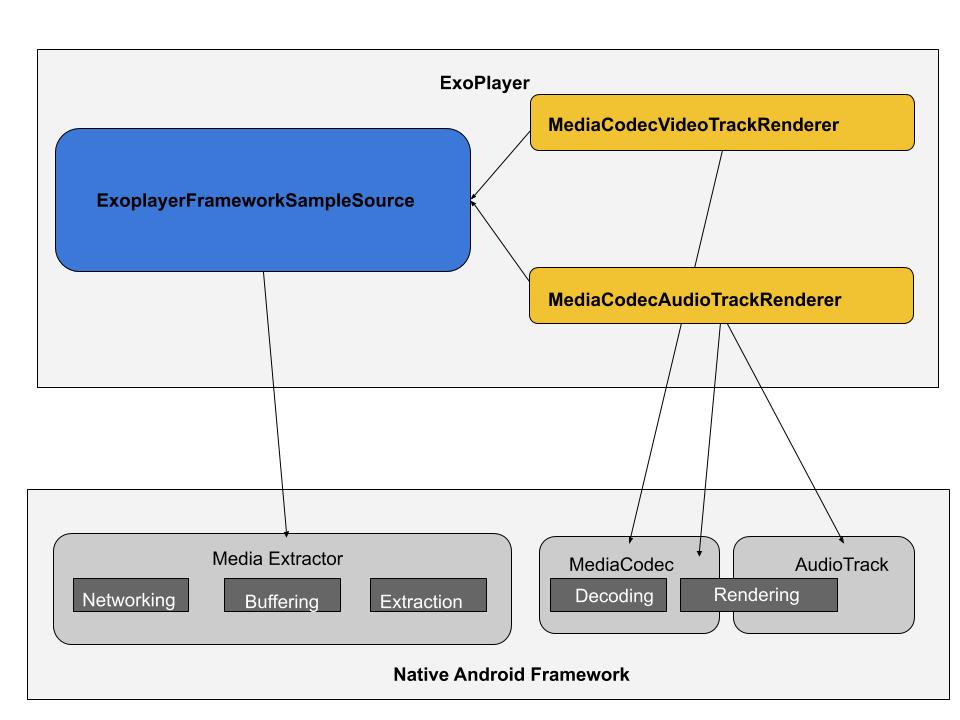 ExoPlayer
MediaCodecVideoTrackRenderer
ExoplayerFrameworkSampleSource
MediaCodecAudioTrackRenderer
Media Extractor
Networking
Buffering
Extraction
MediaCodec
Decoding
AudioTrack
Rendering
Native Android Framework